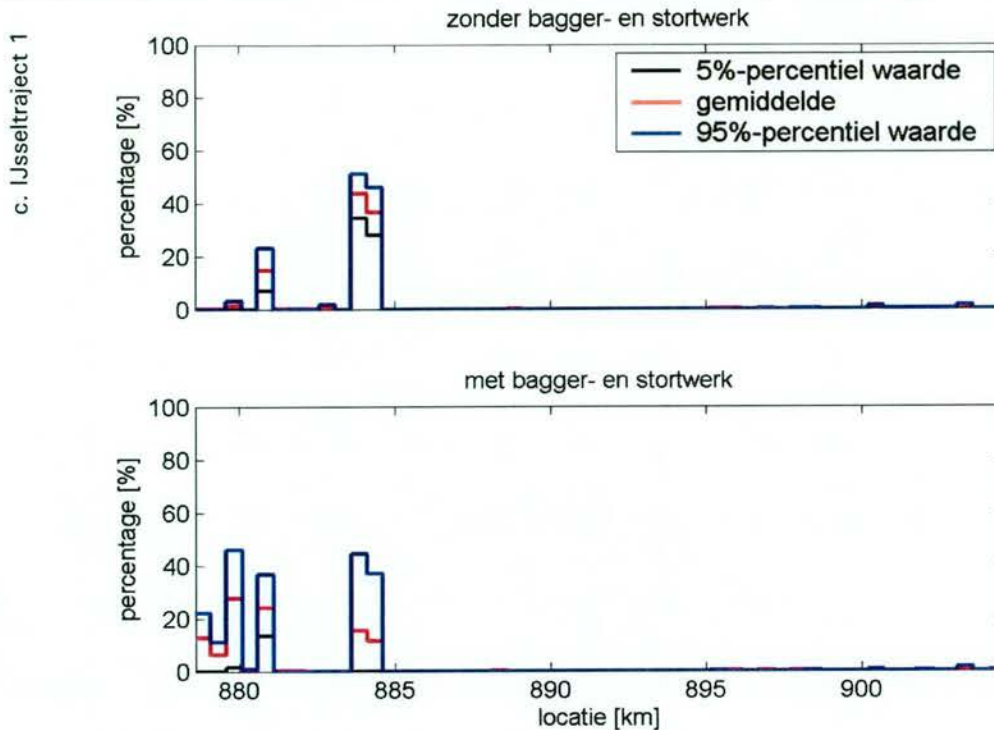 c. IJsseltraject 1
zonder bagger- en stortwerk
percentage [%]
100
80
60
40
20
0
5%-percentiel waarde
gemiddelde
95%-percentiel waarde
met bagger- en stortwerk
percentage [%]
100
80
60
40
20
0
880
885
890
895
900
locatie [km]